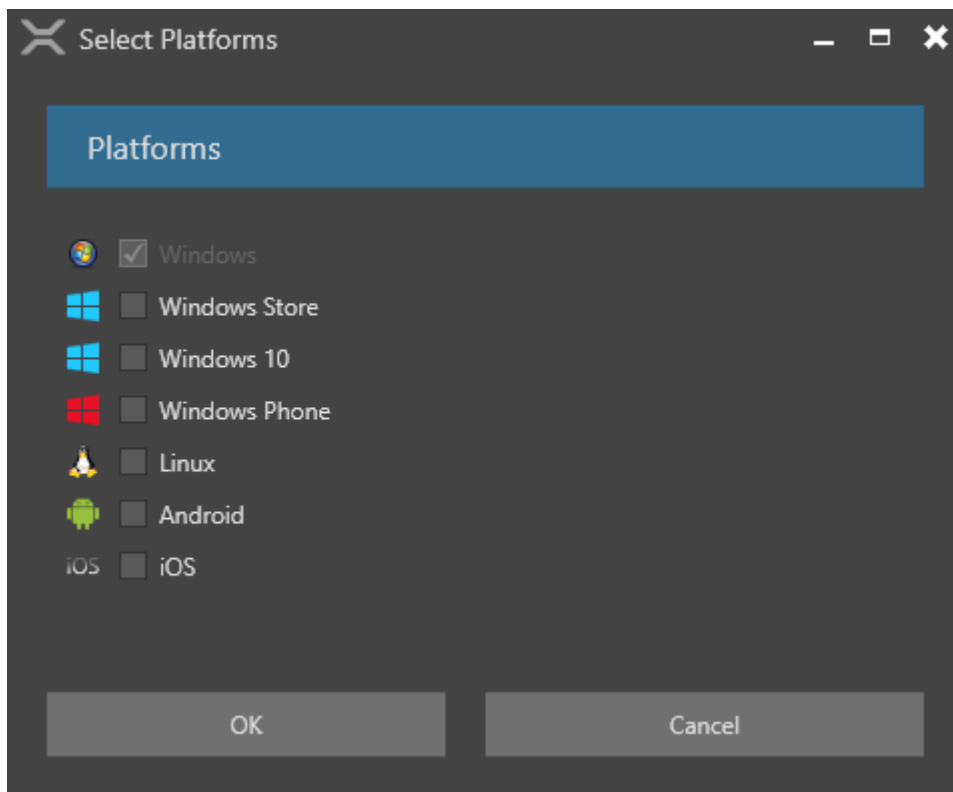 Select Platforms
Platforms
Windows
Windows Store
Windows 10
Windows Phone
Linux
Android
iOS iOS
OK Cancel